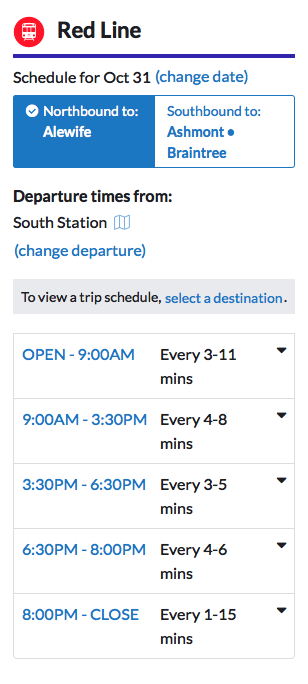 Red Line
Schedule for Oct 31 (change date)
Northbound to:
Alewife
Southbound to:
Ashmont •
Braintree
Departure times from:
South Station
(change departure)
To view a trip schedule, select a destination.
OPEN - 9:00AM Every 3-11
mins
9:00AM - 3:30PM Every 4-8
mins
3:30PM - 6:30PM Every 3-5
mins
6:30PM - 8:00PM Every 4-6
mins
8:00PM - CLOSE Every 1-15
mins